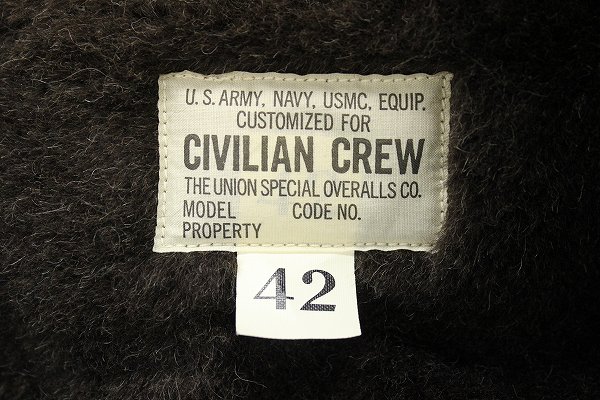 U. S. ARMY, NAVY, USMC, EQUIP.
CUSTOMIZED FOR
CIVILIAN CREW
THE UNION SPECIAL OVERALLS CO.
MODEL CODE NO.
PROPERTY
42